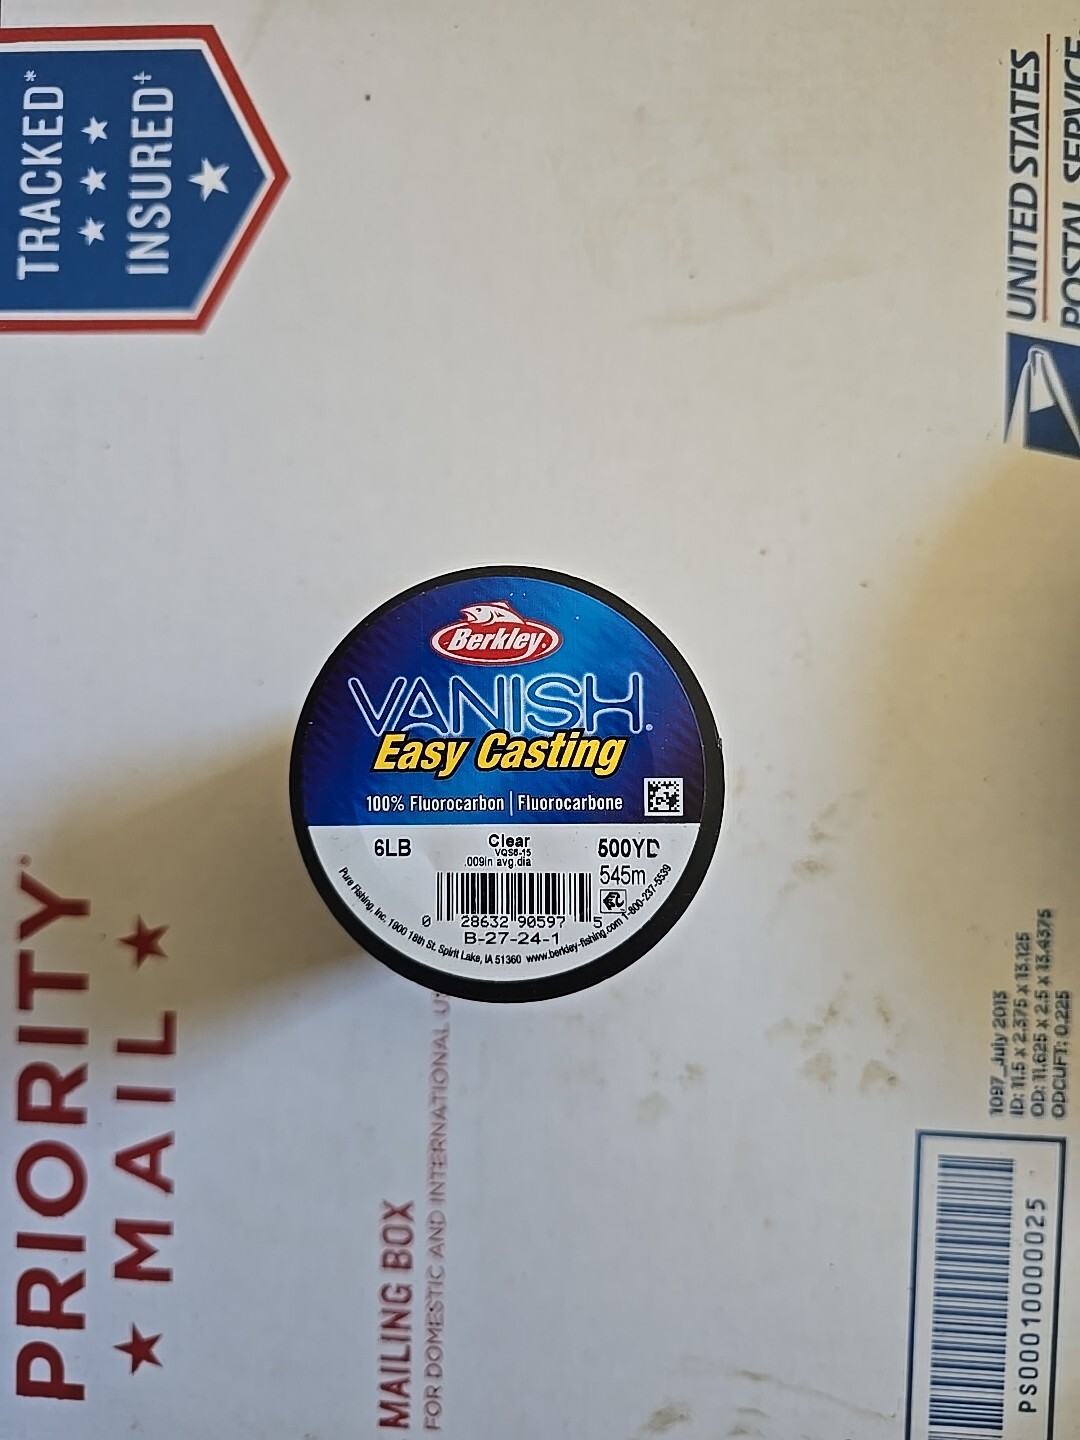 TRACKED*
INSURED†
UNITED STATES
POSTAL SERVICE
Berkley
VANISH
Easy Casting
100% Fluorocarbon | Fluorocarbone
6LB
Clear
VQS6-15
.009in avg.dia
500YD
545m
0 28632 90597 5
B-27-24-1
Pure Fishing, Inc. 1900 18th St. Spirit Lake, IA 51360 www.berkley-fishing.com 1-800-237-5539
PRIORITY
MAIL
MAILING BOX
FOR DOMESTIC AND INTERNATIONAL
1097_July 2013
ID: 11.5 x 2.375 x 13.125
OD: 11.625 x 2.5 x 13.4375
ODCUFT: 0.225
PS00010000025